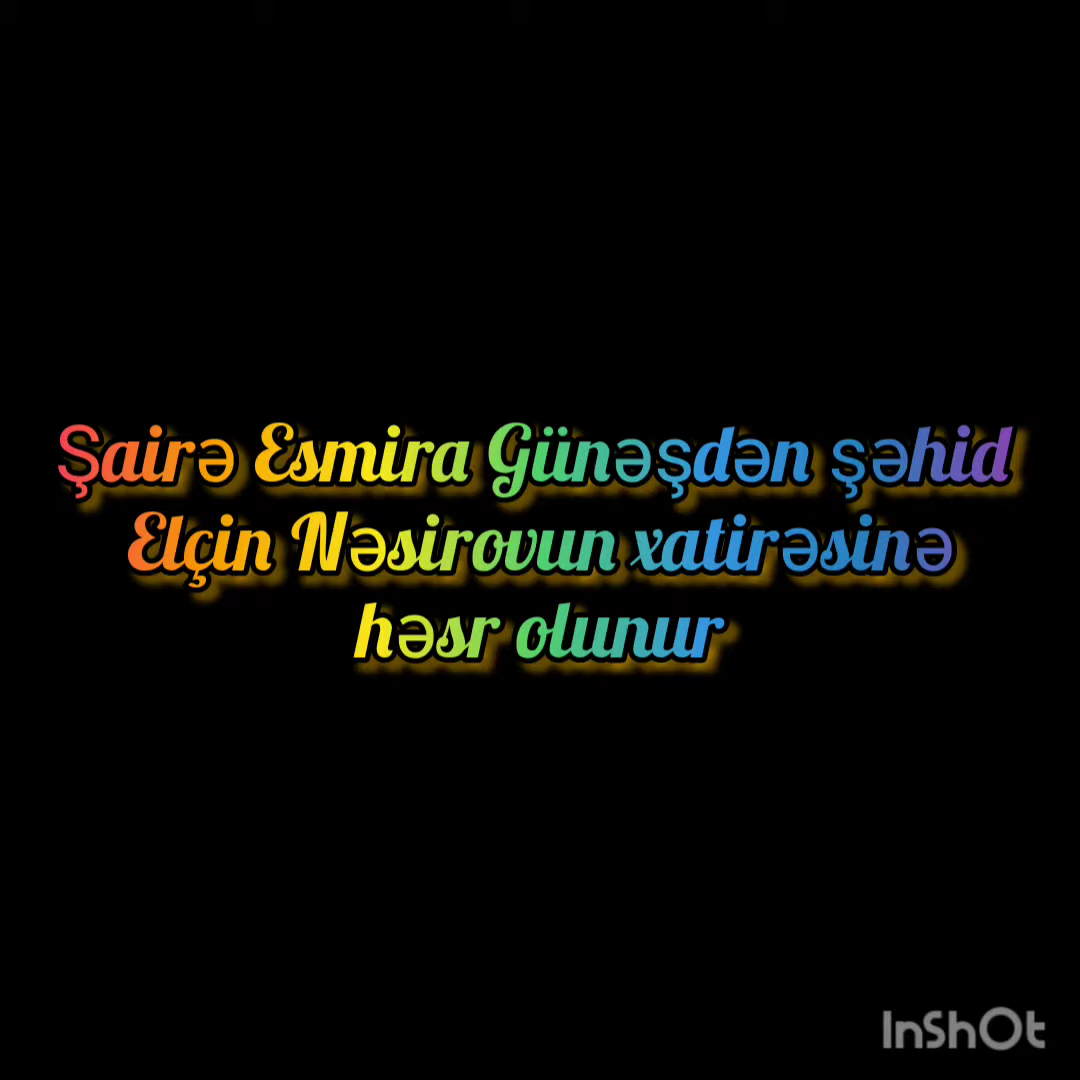 Şairə Esmira Günəşdən şəhid
Elçin Nəsirovun xatirəsinə
həsr olunur
InShOt